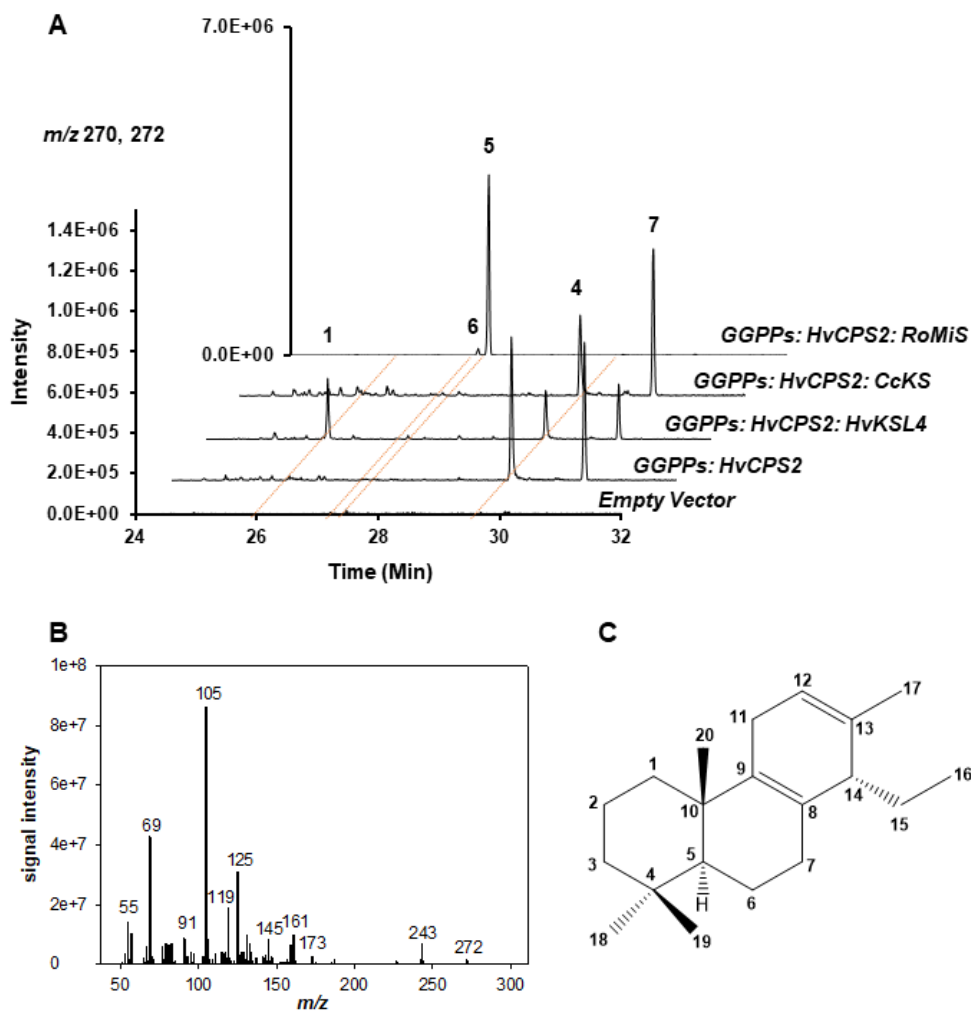 A
7.0E+06
m/z 270, 272
5
7
1.4E+06
1.2E+06
1.0E+06
8.0E+05
6.0E+05
4.0E+05
2.0E+05
0.0E+00
Intensity
0.0E+00
1
6
4
GGPPs: HvCPS2: RoMiS
GGPPs: HvCPS2: CcKS
GGPPs: HvCPS2: HvKSL4
GGPPs: HvCPS2
Empty Vector
24 26 28 30 32
Time (Min)
B
1e+8
8e+7
6e+7
4e+7
2e+7
0
signal intensity
105
69
125
119
55
91
145
161
173
243
272
50 100 150 200 250 300
m/z
C
12
17
11
13
20
16
1
9
14
2
10
8
15
3
5
7
4
H
6
18
19